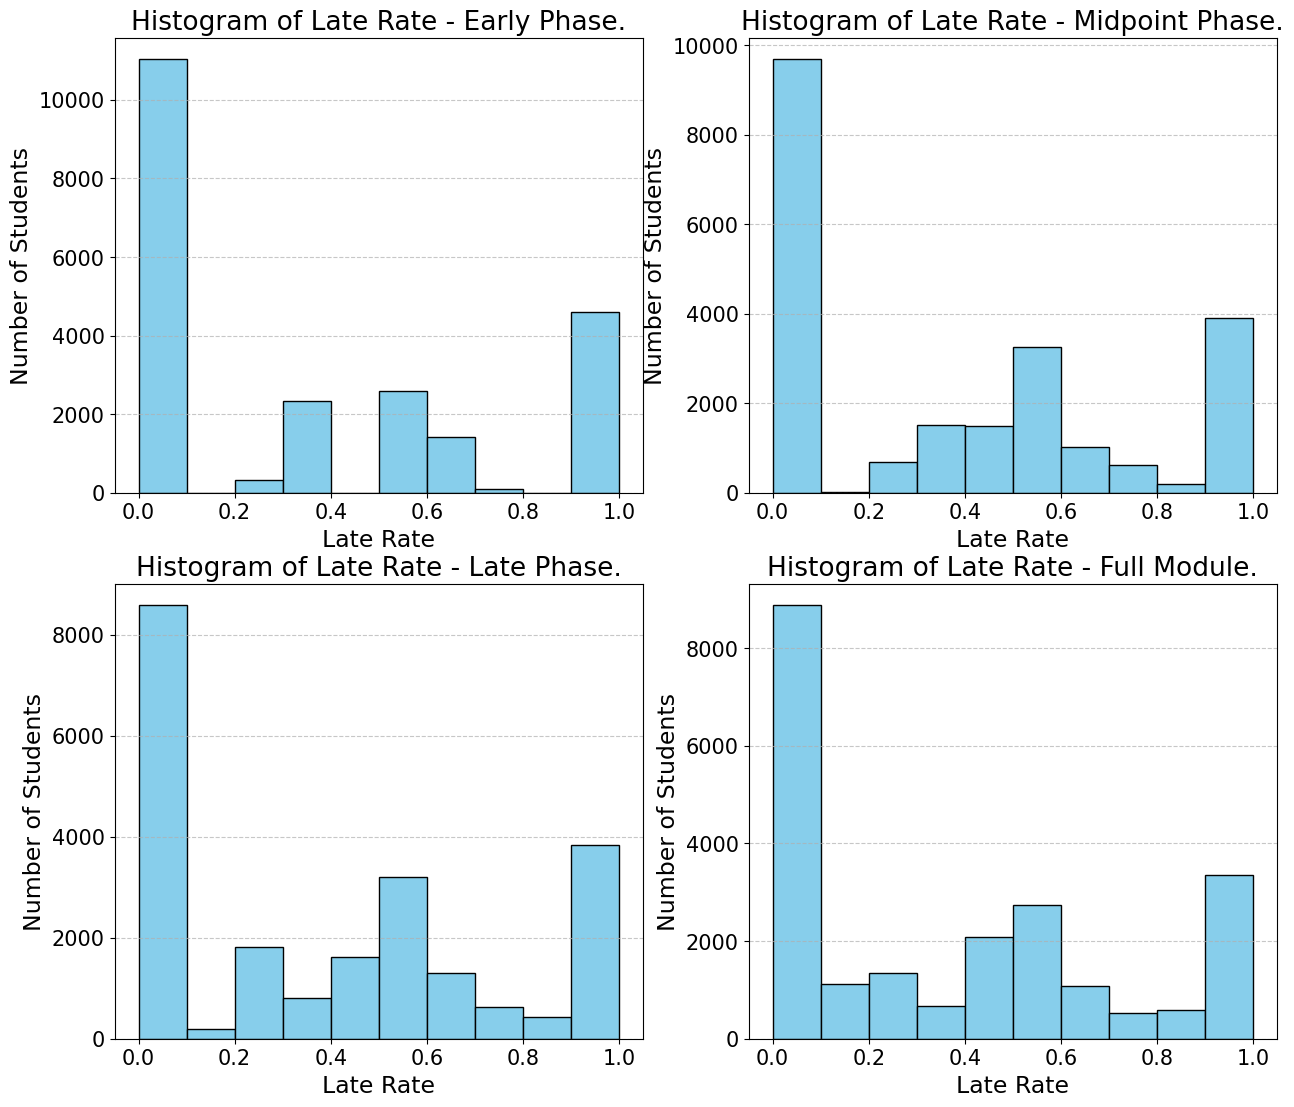 Histogram of Late Rate - Early Phase.
Number of Students
10000
8000
6000
4000
2000
0
0.0 0.2 0.4 0.6 0.8 1.0
Late Rate
Histogram of Late Rate - Midpoint Phase.
Number of Students
10000
8000
6000
4000
2000
0
0.0 0.2 0.4 0.6 0.8 1.0
Late Rate
Histogram of Late Rate - Late Phase.
Number of Students
8000
6000
4000
2000
0
0.0 0.2 0.4 0.6 0.8 1.0
Late Rate
Histogram of Late Rate - Full Module.
Number of Students
8000
6000
4000
2000
0
0.0 0.2 0.4 0.6 0.8 1.0
Late Rate